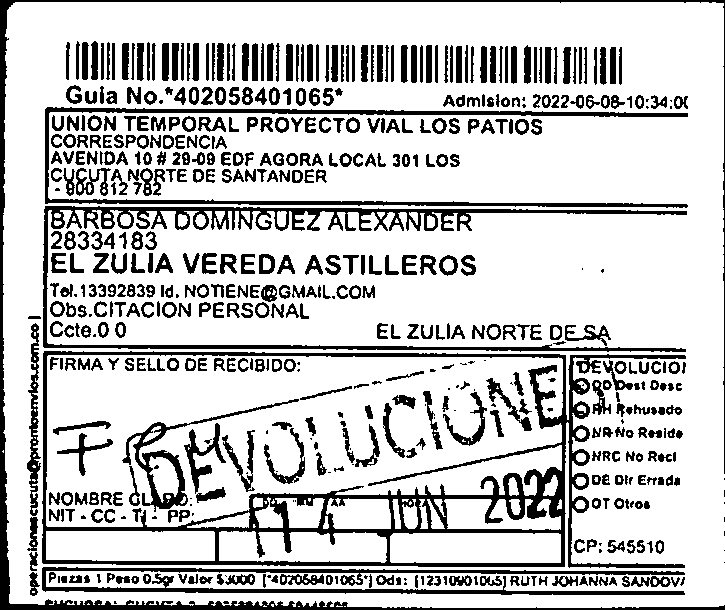 Guia No.*402058401065*
Admision: 2022-06-08-10:34:00
UNION TEMPORAL PROYECTO VIAL LOS PATIOS
CORRESPONDENCIA
AVENIDA 10 # 29-09 EDF AGORA LOCAL 301 LOS
CUCUTA NORTE DE SANTANDER
- 900 812 782
BARBOSA DOMINGUEZ ALEXANDER
28334183
EL ZULIA VEREDA ASTILLEROS
Tel.13392839 Id. NOTIENE@GMAIL.COM
Obs.CITACION PERSONAL
Ccte.0 0
EL ZULIA NORTE DE SA
operacionescucuta@prontoenvios.com.co
FIRMA Y SELLO DE RECIBIDO:
DEVOLUCIONE
14 JUN 2022
NOMBRE
NIT - CC - TI - PP:
DEVOLUCION
DD Dest Desc
RH Rehusado
NR No Reside
NRC No Recl
DE Dir Errada
OT Otros
CP: 545510
Piezas 1 Peso 0.5gr Valor $3000 [*402058401065*] Ods: [12310901005] RUTH JOHANNA SANDOVA